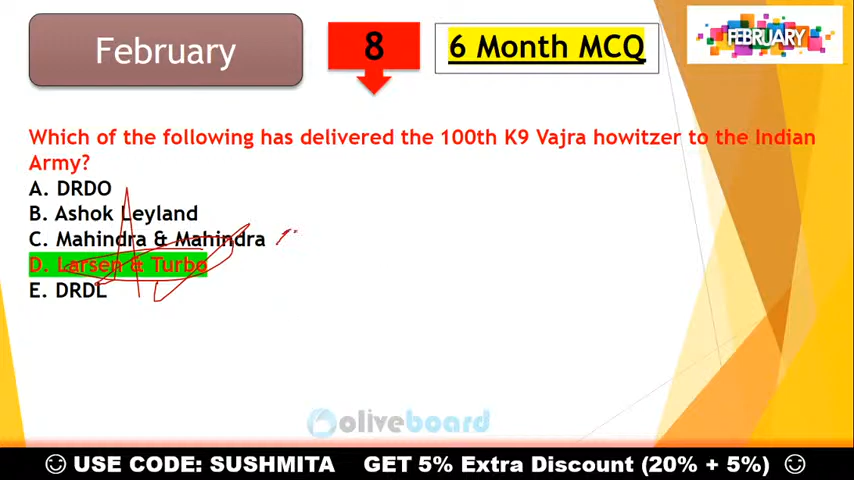 February
8
6 Month MCQ
FEBRUARY
Which of the following has delivered the 100th K9 Vajra howitzer to the Indian
Army?
A. DRDO
B. Ashok Leyland
C. Mahindra & Mahindra
D. Larsen & Turbo
E. DRDL
oliveboard
USE CODE: SUSHMITA GET 5% Extra Discount (20% + 5%)